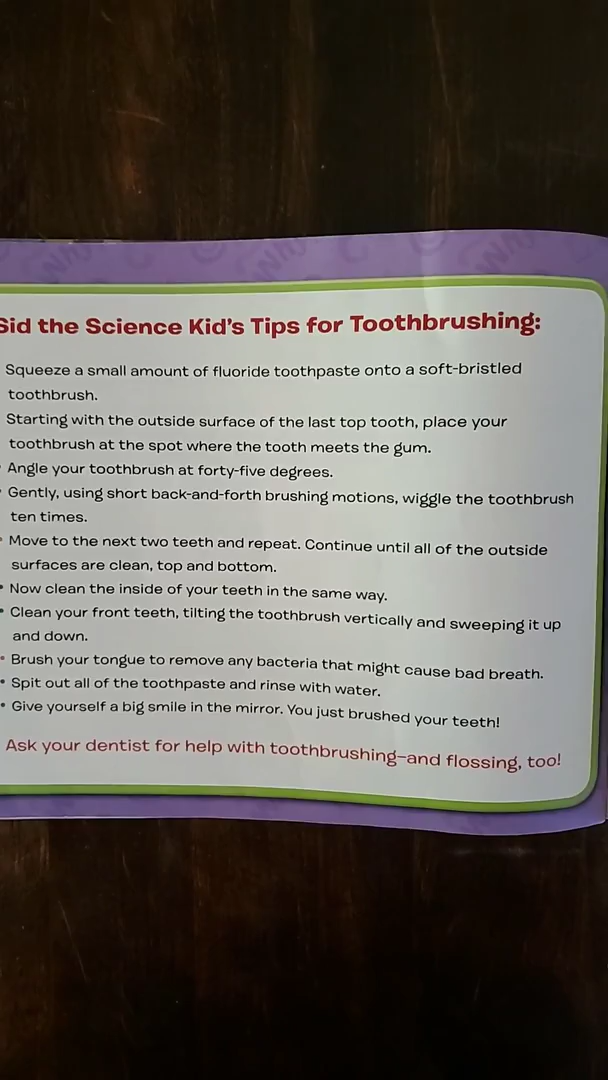 Sid the Science Kid's Tips for Toothbrushing:
Squeeze a small amount of fluoride toothpaste onto a soft-bristled
toothbrush.
Starting with the outside surface of the last top tooth, place your
toothbrush at the spot where the tooth meets the gum.
• Angle your toothbrush at forty-five degrees.
• Gently, using short back-and-forth brushing motions, wiggle the toothbrush
ten times.
• Move to the next two teeth and repeat. Continue until all of the outside
surfaces are clean, top and bottom.
• Now clean the inside of your teeth in the same way.
• Clean your front teeth, tilting the toothbrush vertically and sweeping it up
and down.
• Brush your tongue to remove any bacteria that might cause bad breath.
• Spit out all of the toothpaste and rinse with water.
• Give yourself a big smile in the mirror. You just brushed your teeth!
Ask your dentist for help with toothbrushing—and flossing, too!